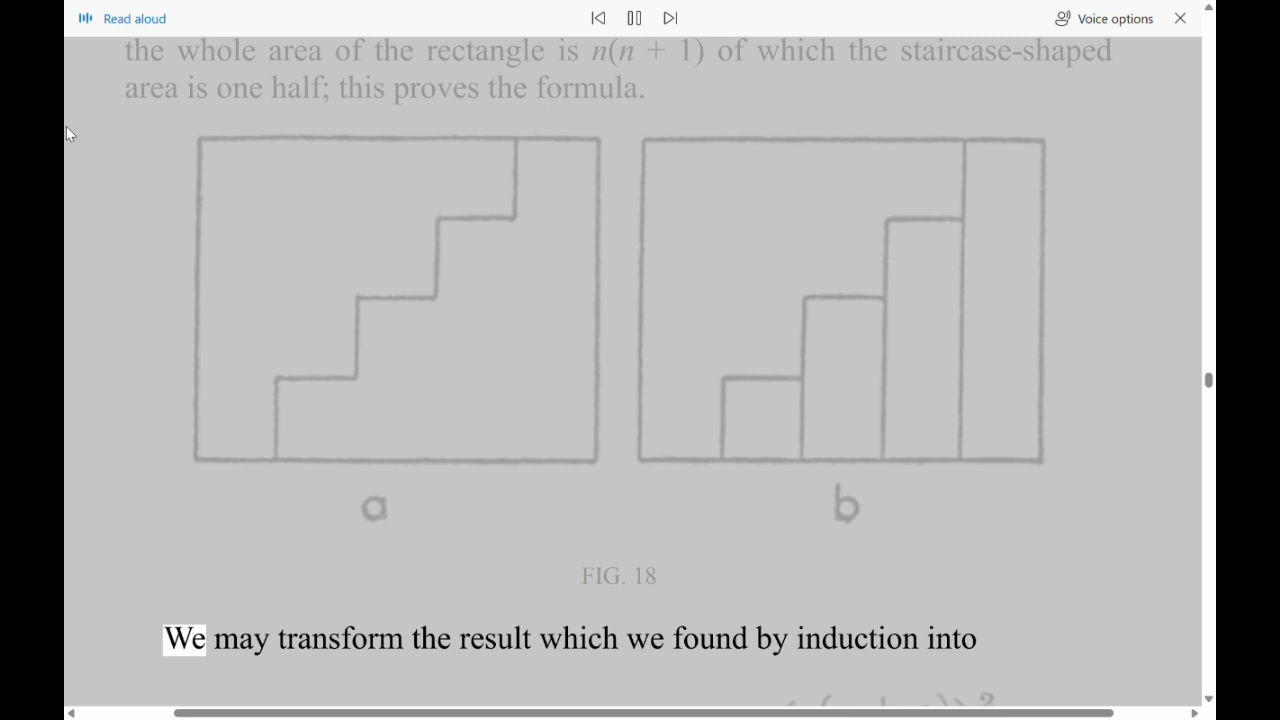 Read aloud
Voice options
the whole area of the rectangle is n(n + 1) of which the staircase-shaped
area is one half; this proves the formula.
a
b
FIG. 18
We may transform the result which we found by induction into